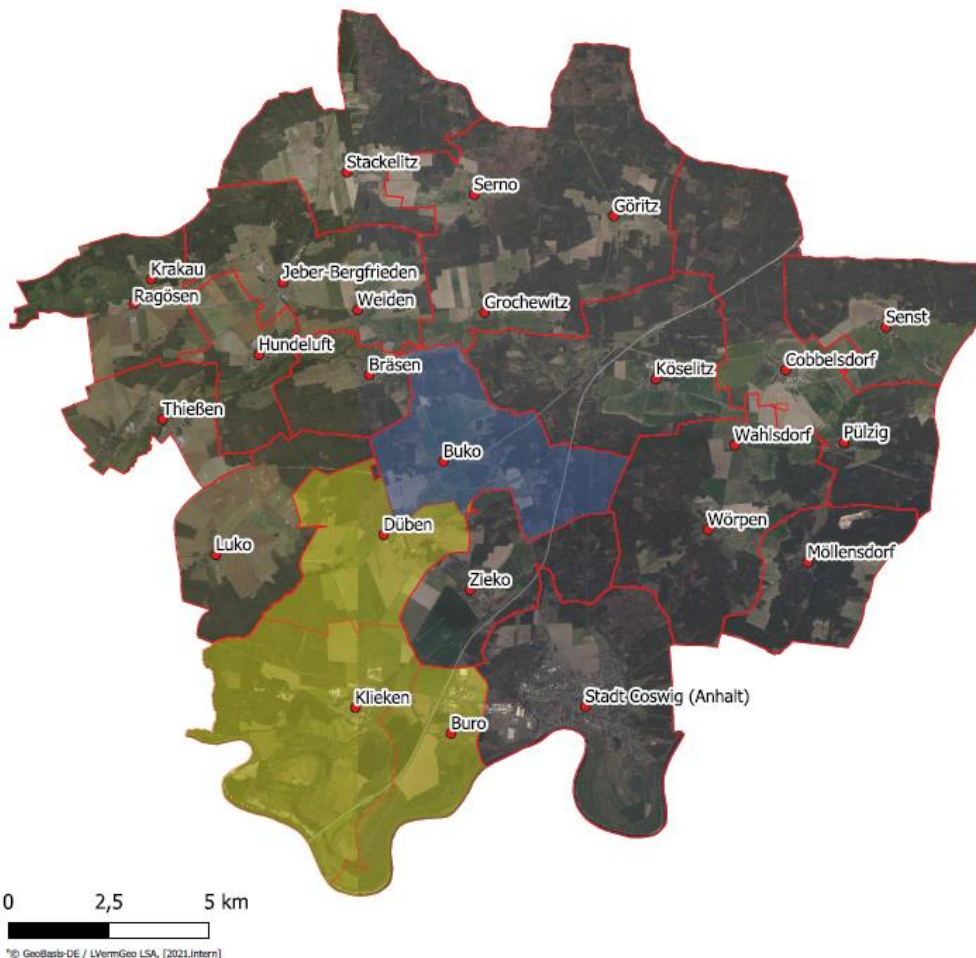 Stackelitz
Serno
Göritz
Krakau
Jeber-Bergfrieden
Ragösen
Weiden
Grochewitz
Senst
Hundeluft
Bräsen
Köselitz
Cobbelsdorf
Thießen
Buko
Wahlsdorf
Pülzig
Düben
Wörpen
Luko
Möllensdorf
Zieko
Klieken
Stadt Coswig (Anhalt)
Buro
0 2,5 5 km
*© GeoBasis-DE / LVermGeo LSA, [2021,intern]